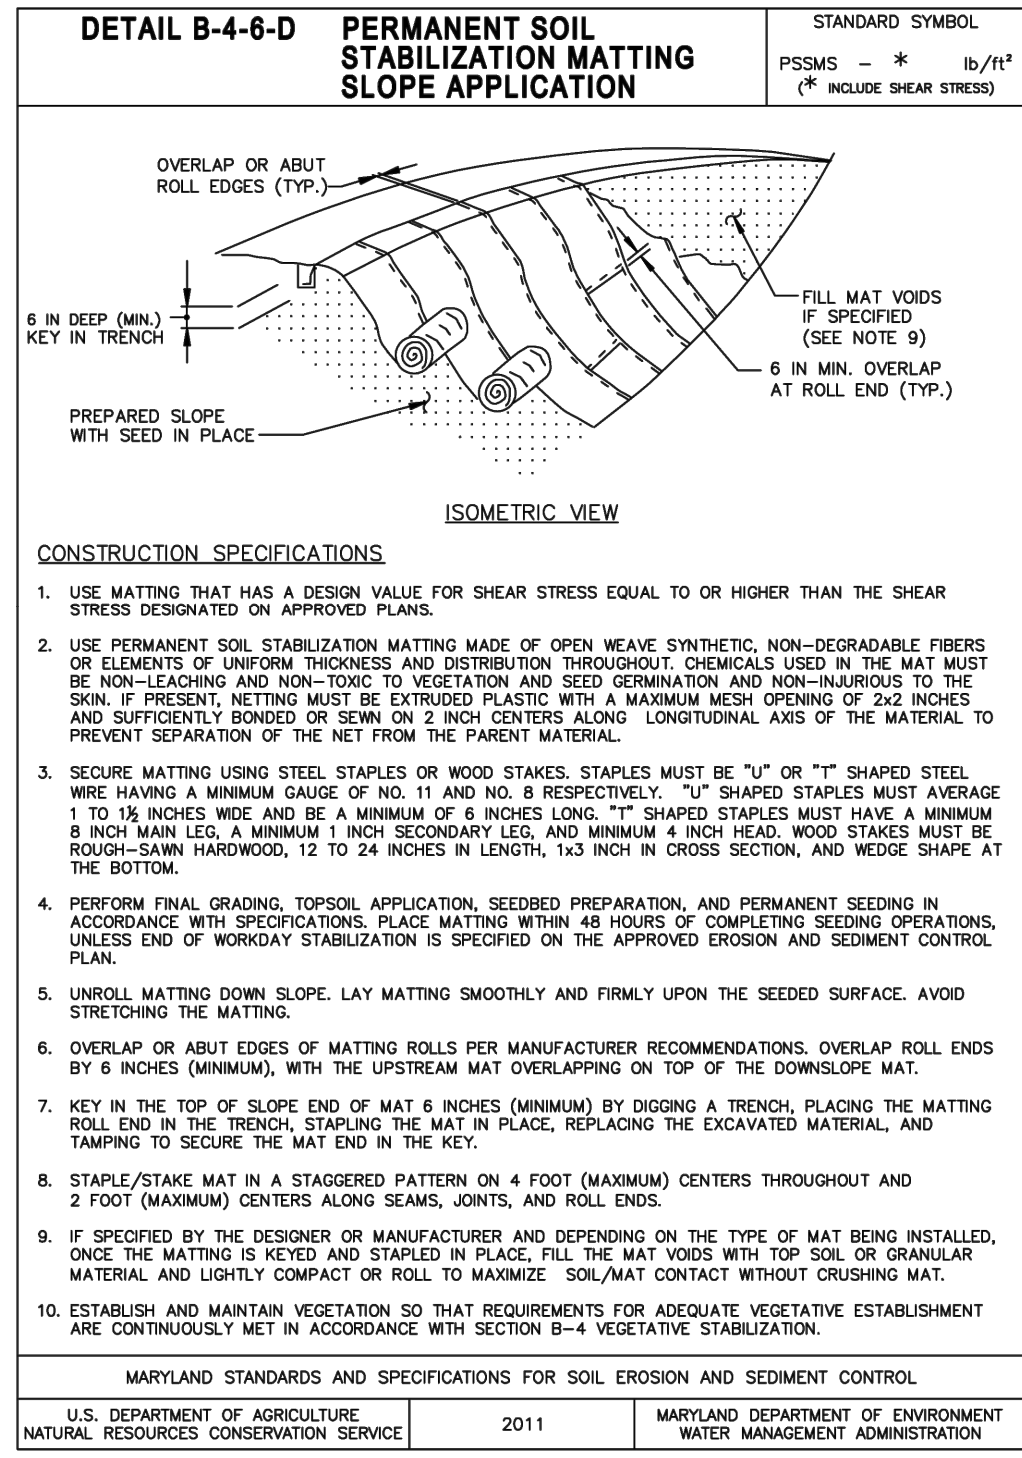 DETAIL B-4-6-D
PERMANENT SOIL
STABILIZATION MATTING
SLOPE APPLICATION
STANDARD SYMBOL
PSSMS - * lb/ft²
(* INCLUDE SHEAR STRESS)
OVERLAP OR ABUT
ROLL EDGES (TYP.)
6 IN DEEP (MIN.)
KEY IN TRENCH
PREPARED SLOPE
WITH SEED IN PLACE
FILL MAT VOIDS
IF SPECIFIED
(SEE NOTE 9)
6 IN MIN. OVERLAP
AT ROLL END (TYP.)
ISOMETRIC VIEW
CONSTRUCTION SPECIFICATIONS
1. USE MATTING THAT HAS A DESIGN VALUE FOR SHEAR STRESS EQUAL TO OR HIGHER THAN THE SHEAR
STRESS DESIGNATED ON APPROVED PLANS.
2. USE PERMANENT SOIL STABILIZATION MATTING MADE OF OPEN WEAVE SYNTHETIC, NON-DEGRADABLE FIBERS
OR ELEMENTS OF UNIFORM THICKNESS AND DISTRIBUTION THROUGHOUT. CHEMICALS USED IN THE MAT MUST
BE NON-LEACHING AND NON-TOXIC TO VEGETATION AND SEED GERMINATION AND NON-INJURIOUS TO THE
SKIN. IF PRESENT, NETTING MUST BE EXTRUDED PLASTIC WITH A MAXIMUM MESH OPENING OF 2x2 INCHES
AND SUFFICIENTLY BONDED OR SEWN ON 2 INCH CENTERS ALONG LONGITUDINAL AXIS OF THE MATERIAL TO
PREVENT SEPARATION OF THE NET FROM THE PARENT MATERIAL.
3. SECURE MATTING USING STEEL STAPLES OR WOOD STAKES. STAPLES MUST BE "U" OR "T" SHAPED STEEL
WIRE HAVING A MINIMUM GAUGE OF NO. 11 AND NO. 8 RESPECTIVELY. "U" SHAPED STAPLES MUST AVERAGE
1 TO 1½ INCHES WIDE AND BE A MINIMUM OF 6 INCHES LONG. "T" SHAPED STAPLES MUST HAVE A MINIMUM
8 INCH MAIN LEG, A MINIMUM 1 INCH SECONDARY LEG, AND MINIMUM 4 INCH HEAD. WOOD STAKES MUST BE
ROUGH-SAWN HARDWOOD, 12 TO 24 INCHES IN LENGTH, 1x3 INCH IN CROSS SECTION, AND WEDGE SHAPE AT
THE BOTTOM.
4. PERFORM FINAL GRADING, TOPSOIL APPLICATION, SEEDBED PREPARATION, AND PERMANENT SEEDING IN
ACCORDANCE WITH SPECIFICATIONS. PLACE MATTING WITHIN 48 HOURS OF COMPLETING SEEDING OPERATIONS,
UNLESS END OF WORKDAY STABILIZATION IS SPECIFIED ON THE APPROVED EROSION AND SEDIMENT CONTROL
PLAN.
5. UNROLL MATTING DOWN SLOPE. LAY MATTING SMOOTHLY AND FIRMLY UPON THE SEEDED SURFACE. AVOID
STRETCHING THE MATTING.
6. OVERLAP OR ABUT EDGES OF MATTING ROLLS PER MANUFACTURER RECOMMENDATIONS. OVERLAP ROLL ENDS
BY 6 INCHES (MINIMUM), WITH THE UPSTREAM MAT OVERLAPPING ON TOP OF THE DOWNSLOPE MAT.
7. KEY IN THE TOP OF SLOPE END OF MAT 6 INCHES (MINIMUM) BY DIGGING A TRENCH, PLACING THE MATTING
ROLL END IN THE TRENCH, STAPLING THE MAT IN PLACE, REPLACING THE EXCAVATED MATERIAL, AND
TAMPING TO SECURE THE MAT END IN THE KEY.
8. STAPLE/STAKE MAT IN A STAGGERED PATTERN ON 4 FOOT (MAXIMUM) CENTERS THROUGHOUT AND
2 FOOT (MAXIMUM) CENTERS ALONG SEAMS, JOINTS, AND ROLL ENDS.
9. IF SPECIFIED BY THE DESIGNER OR MANUFACTURER AND DEPENDING ON THE TYPE OF MAT BEING INSTALLED,
ONCE THE MATTING IS KEYED AND STAPLED IN PLACE, FILL THE MAT VOIDS WITH TOP SOIL OR GRANULAR
MATERIAL AND LIGHTLY COMPACT OR ROLL TO MAXIMIZE SOIL/MAT CONTACT WITHOUT CRUSHING MAT.
10. ESTABLISH AND MAINTAIN VEGETATION SO THAT REQUIREMENTS FOR ADEQUATE VEGETATIVE ESTABLISHMENT
ARE CONTINUOUSLY MET IN ACCORDANCE WITH SECTION B-4 VEGETATIVE STABILIZATION.
MARYLAND STANDARDS AND SPECIFICATIONS FOR SOIL EROSION AND SEDIMENT CONTROL
U.S. DEPARTMENT OF AGRICULTURE
NATURAL RESOURCES CONSERVATION SERVICE
2011
MARYLAND DEPARTMENT OF ENVIRONMENT
WATER MANAGEMENT ADMINISTRATION